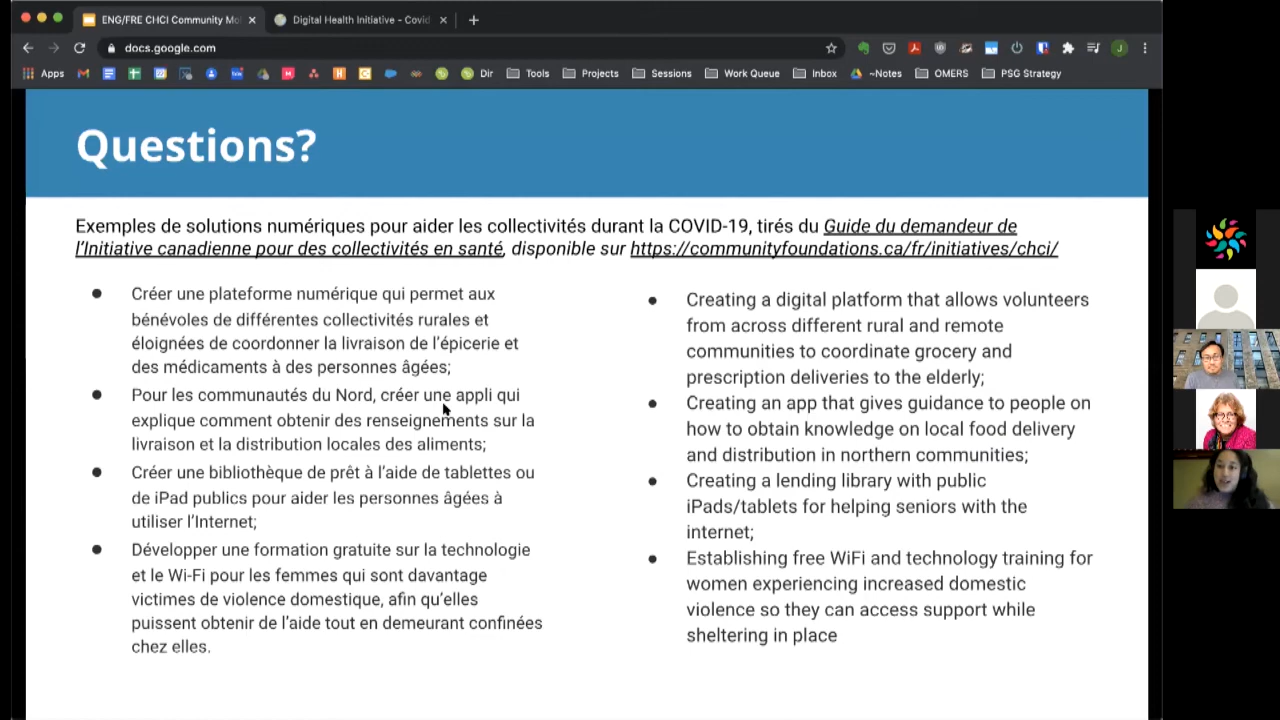 ENG/FRE CHCI Community Mo
Digital Health Initiative - Covid
docs.google.com
Apps
Dir
Tools
Projects
Sessions
Work Queue
Inbox
~Notes
OMERS
PSG Strategy
Questions?
Exemples de solutions numériques pour aider les collectivités durant la COVID-19, tirés du Guide du demandeur de
l'Initiative canadienne pour des collectivités en santé, disponible sur https://communityfoundations.ca/fr/initiatives/chci/
Créer une plateforme numérique qui permet aux
bénévoles de différentes collectivités rurales et
éloignées de coordonner la livraison de l'épicerie et
des médicaments à des personnes âgées;
Pour les communautés du Nord, créer une appli qui
explique comment obtenir des renseignements sur la
livraison et la distribution locales des aliments;
Créer une bibliothèque de prêt à l'aide de tablettes ou
de iPad publics pour aider les personnes âgées à
utiliser l'Internet;
Développer une formation gratuite sur la technologie
et le Wi-Fi pour les femmes qui sont davantage
victimes de violence domestique, afin qu'elles
puissent obtenir de l'aide tout en demeurant confinées
chez elles.
Creating a digital platform that allows volunteers
from across different rural and remote
communities to coordinate grocery and
prescription deliveries to the elderly;
Creating an app that gives guidance to people on
how to obtain knowledge on local food delivery
and distribution in northern communities;
Creating a lending library with public
iPads/tablets for helping seniors with the
internet;
Establishing free WiFi and technology training for
women experiencing increased domestic
violence so they can access support while
sheltering in place